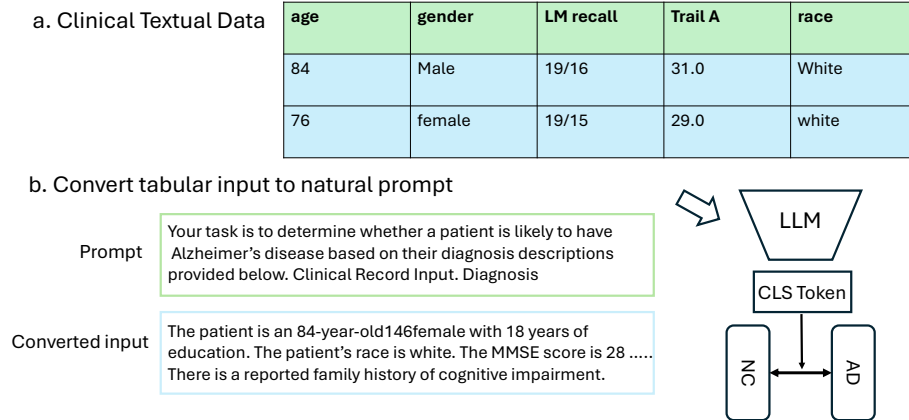 a. Clinical Textual Data
age gender LM recall Trail A race
84 Male 19/16 31.0 White
76 female 19/15 29.0 white
b. Convert tabular input to natural prompt
Prompt
Your task is to determine whether a patient is likely to have
Alzheimer's disease based on their diagnosis descriptions
provided below. Clinical Record Input. Diagnosis
Converted input
The patient is an 84-year-old146female with 18 years of
education. The patient's race is white. The MMSE score is 28 .....
There is a reported family history of cognitive impairment.
LLM
CLS Token
NC
AD